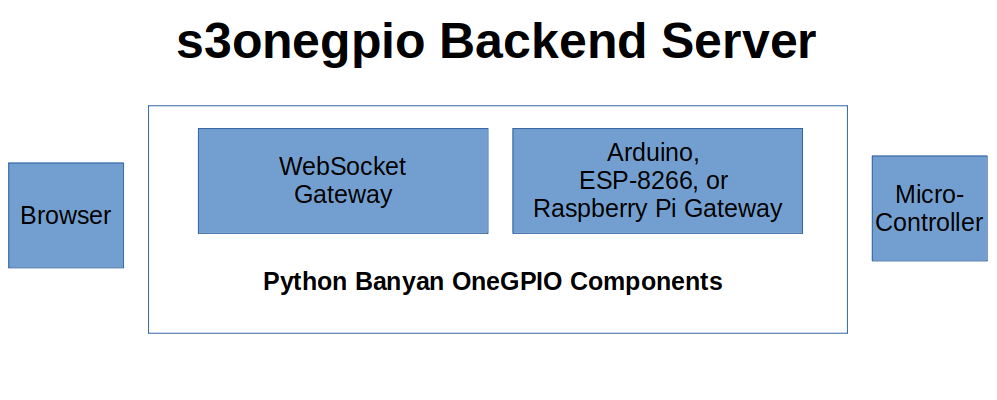 s3onegpio Backend Server
Browser
WebSocket
Gateway
Arduino,
ESP-8266, or
Raspberry Pi Gateway
Micro-
Controller
Python Banyan OneGPIO Components